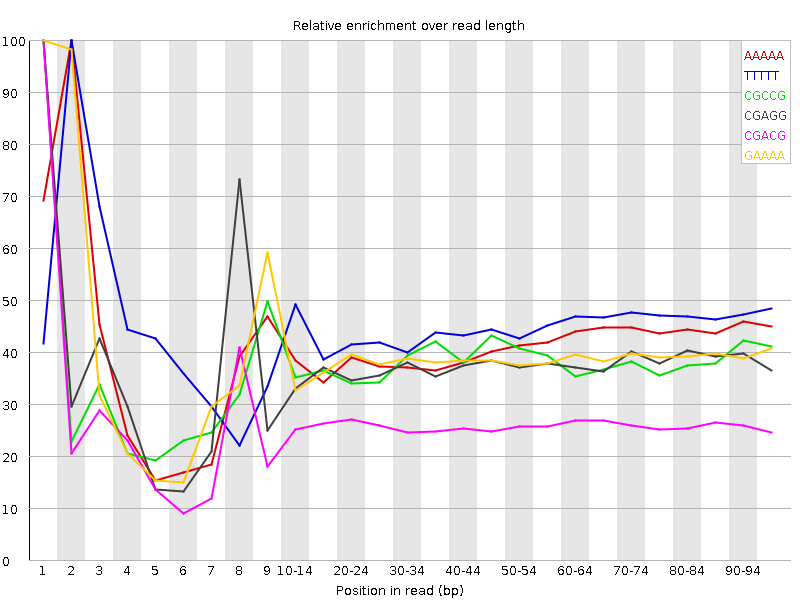 Relative enrichment over read length
100
90
80
70
60
50
40
30
20
10
0
AAAAA
TTTTT
CGCCG
CGAGG
CGACG
GAAAA
1 2 3 4 5 6 7 8 9 10-14 20-24 30-34 40-44 50-54 60-64 70-74 80-84 90-94
Position in read (bp)